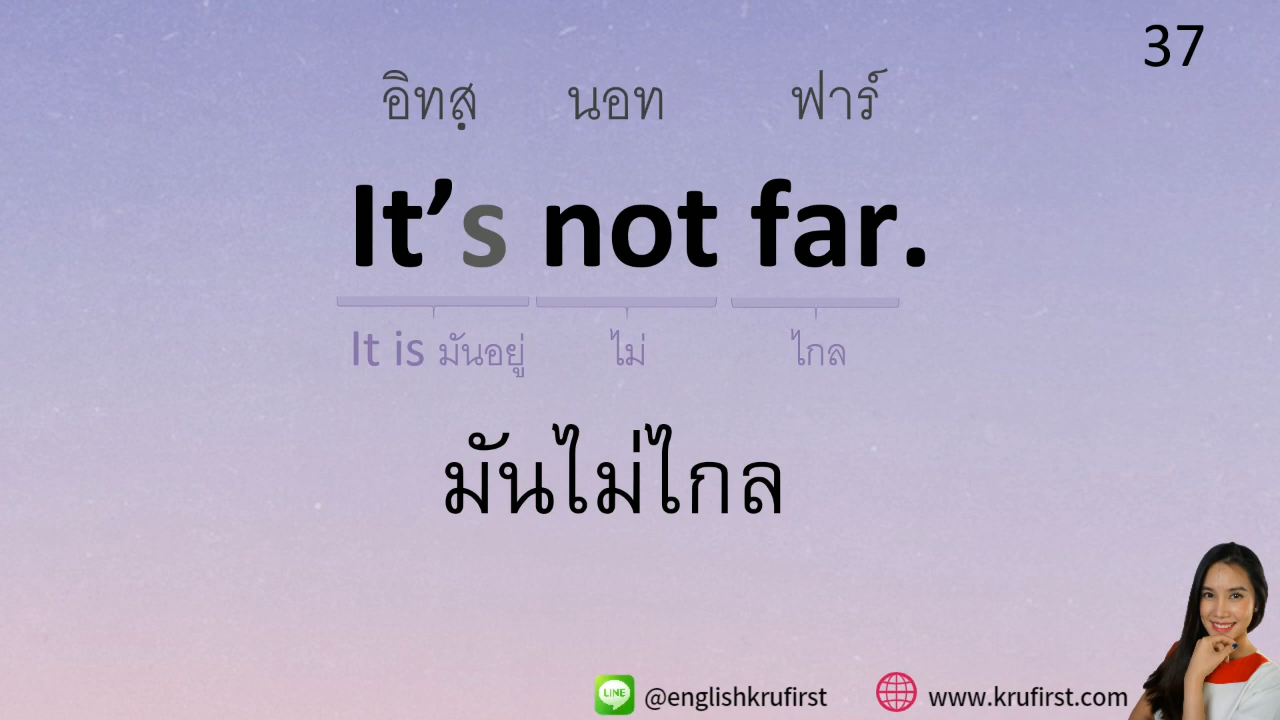 37
อิทสฺ นอท ฟาร์
It's not far.
It is มันอยู่ ไม่ ไกล
มันไม่ไกล
LINE @englishkrufirst www.krufirst.com